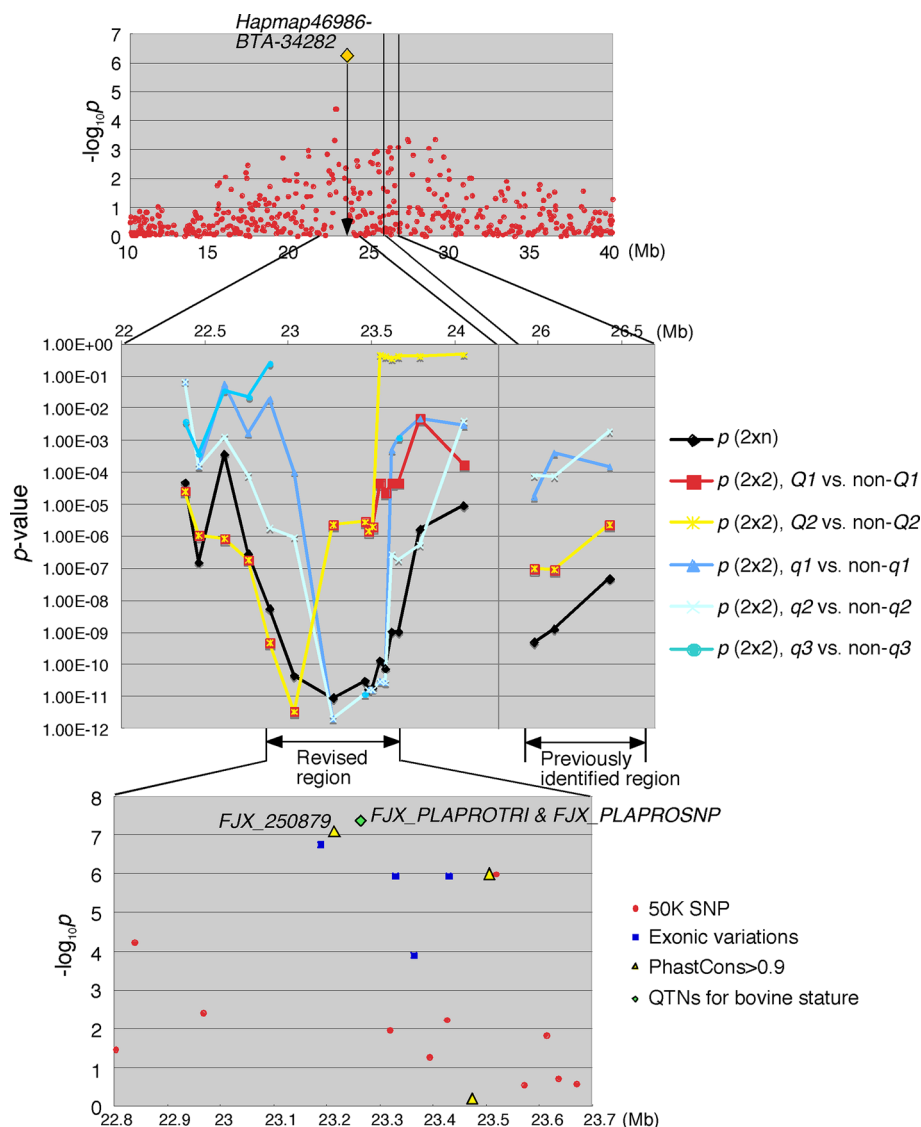 Hapmap46986-
BTA-34282
7
6
5
4
3
2
1
0
-log₁₀p
10 15 20 25 30 35 40 (Mb)
22 22.5 23 23.5 24 26 26.5 (Mb)
1.00E+00
1.00E-01
1.00E-02
1.00E-03
1.00E-04
1.00E-05
1.00E-06
1.00E-07
1.00E-08
1.00E-09
1.00E-10
1.00E-11
1.00E-12
p-value
p (2xn)
p (2x2), Q1 vs. non-Q1
p (2x2), Q2 vs. non-Q2
p (2x2), q1 vs. non-q1
p (2x2), q2 vs. non-q2
p (2x2), q3 vs. non-q3
Revised
region
Previously
identified region
8
7
6
5
4
3
2
1
0
-log₁₀p
FJX_250879
FJX_PLAPROTRI & FJX_PLAPROSNP
50K SNP
Exonic variations
PhastCons>0.9
QTNs for bovine stature
22.8 22.9 23 23.1 23.2 23.3 23.4 23.5 23.6 23.7 (Mb)